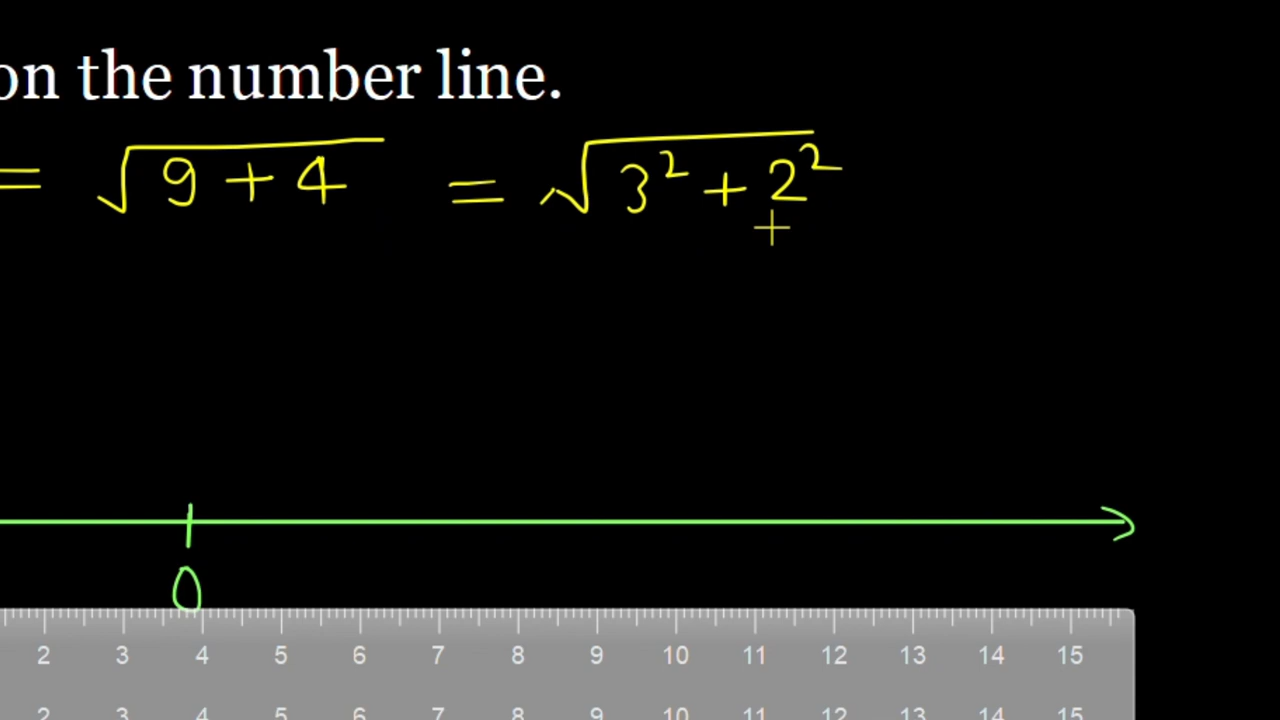 on the number line.
= √9 + 4 = √3² + 2²
0
2 3 4 5 6 7 8 9 10 11 12 13 14 15
2 3 4 5 6 7 8 9 10 11 12 13 14 15